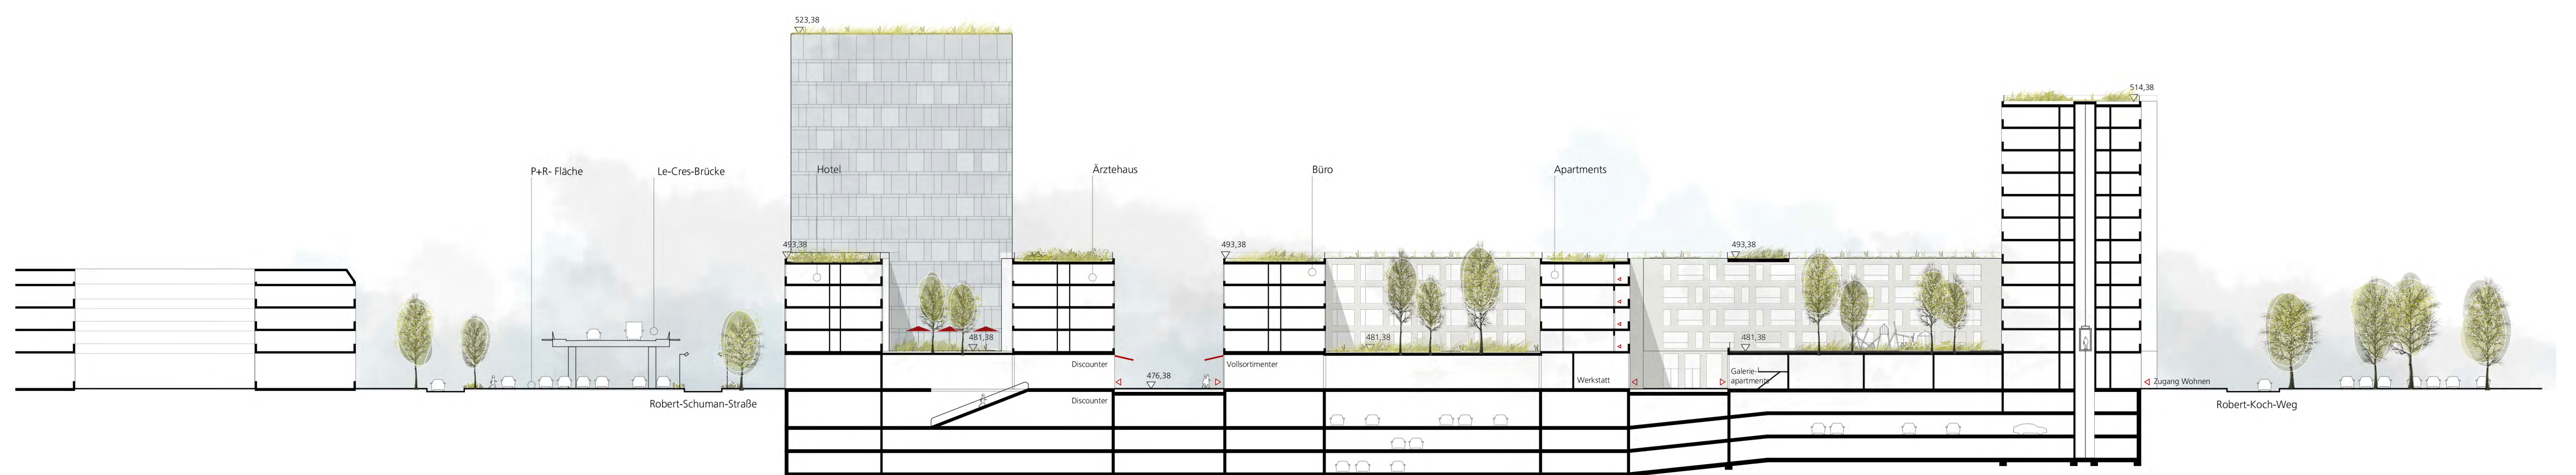 523,38
514,38
P+R- Fläche
Le-Cres-Brücke
Hotel
Ärztehaus
Büro
Apartments
493,38
493,38
493,38
481,38
481,38
481,38
Discounter
Vollsortimenter
476,38
Werkstatt
Galerie-
apartments
Zugang Wohnen
Discounter
Robert-Schuman-Straße
Robert-Koch-Weg